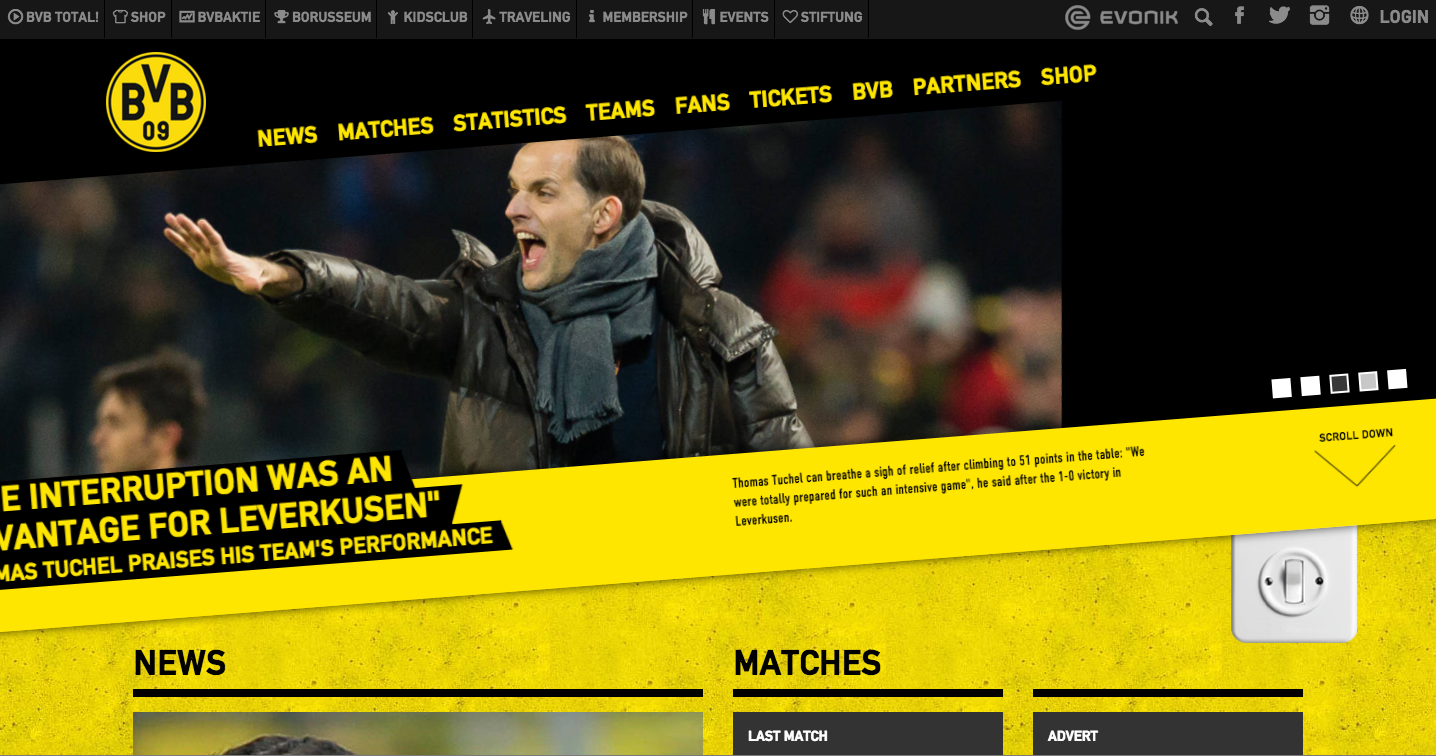 BVB TOTAL! SHOP BVBAKTIE BORUSSEUM KIDSCLUB TRAVELING MEMBERSHIP EVENTS STIFTUNG EVONIK LOGIN
BVB
09
NEWS MATCHES STATISTICS TEAMS FANS TICKETS BVB PARTNERS SHOP
E INTERRUPTION WAS AN
VANTAGE FOR LEVERKUSEN"
MAS TUCHEL PRAISES HIS TEAM'S PERFORMANCE
Thomas Tuchel can breathe a sigh of relief after climbing to 51 points in the table: "We
were totally prepared for such an intensive game", he said after the 1-0 victory in
Leverkusen.
SCROLL DOWN
NEWS
MATCHES
LAST MATCH
ADVERT